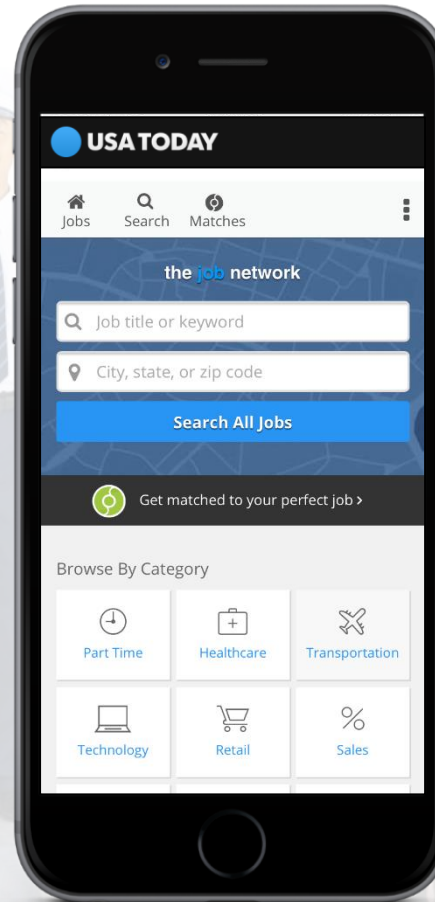 USA TODAY
Jobs Search Matches
the job network
Job title or keyword
City, state, or zip code
Search All Jobs
Get matched to your perfect job >
Browse By Category
Part Time Healthcare Transportation
Technology Retail Sales